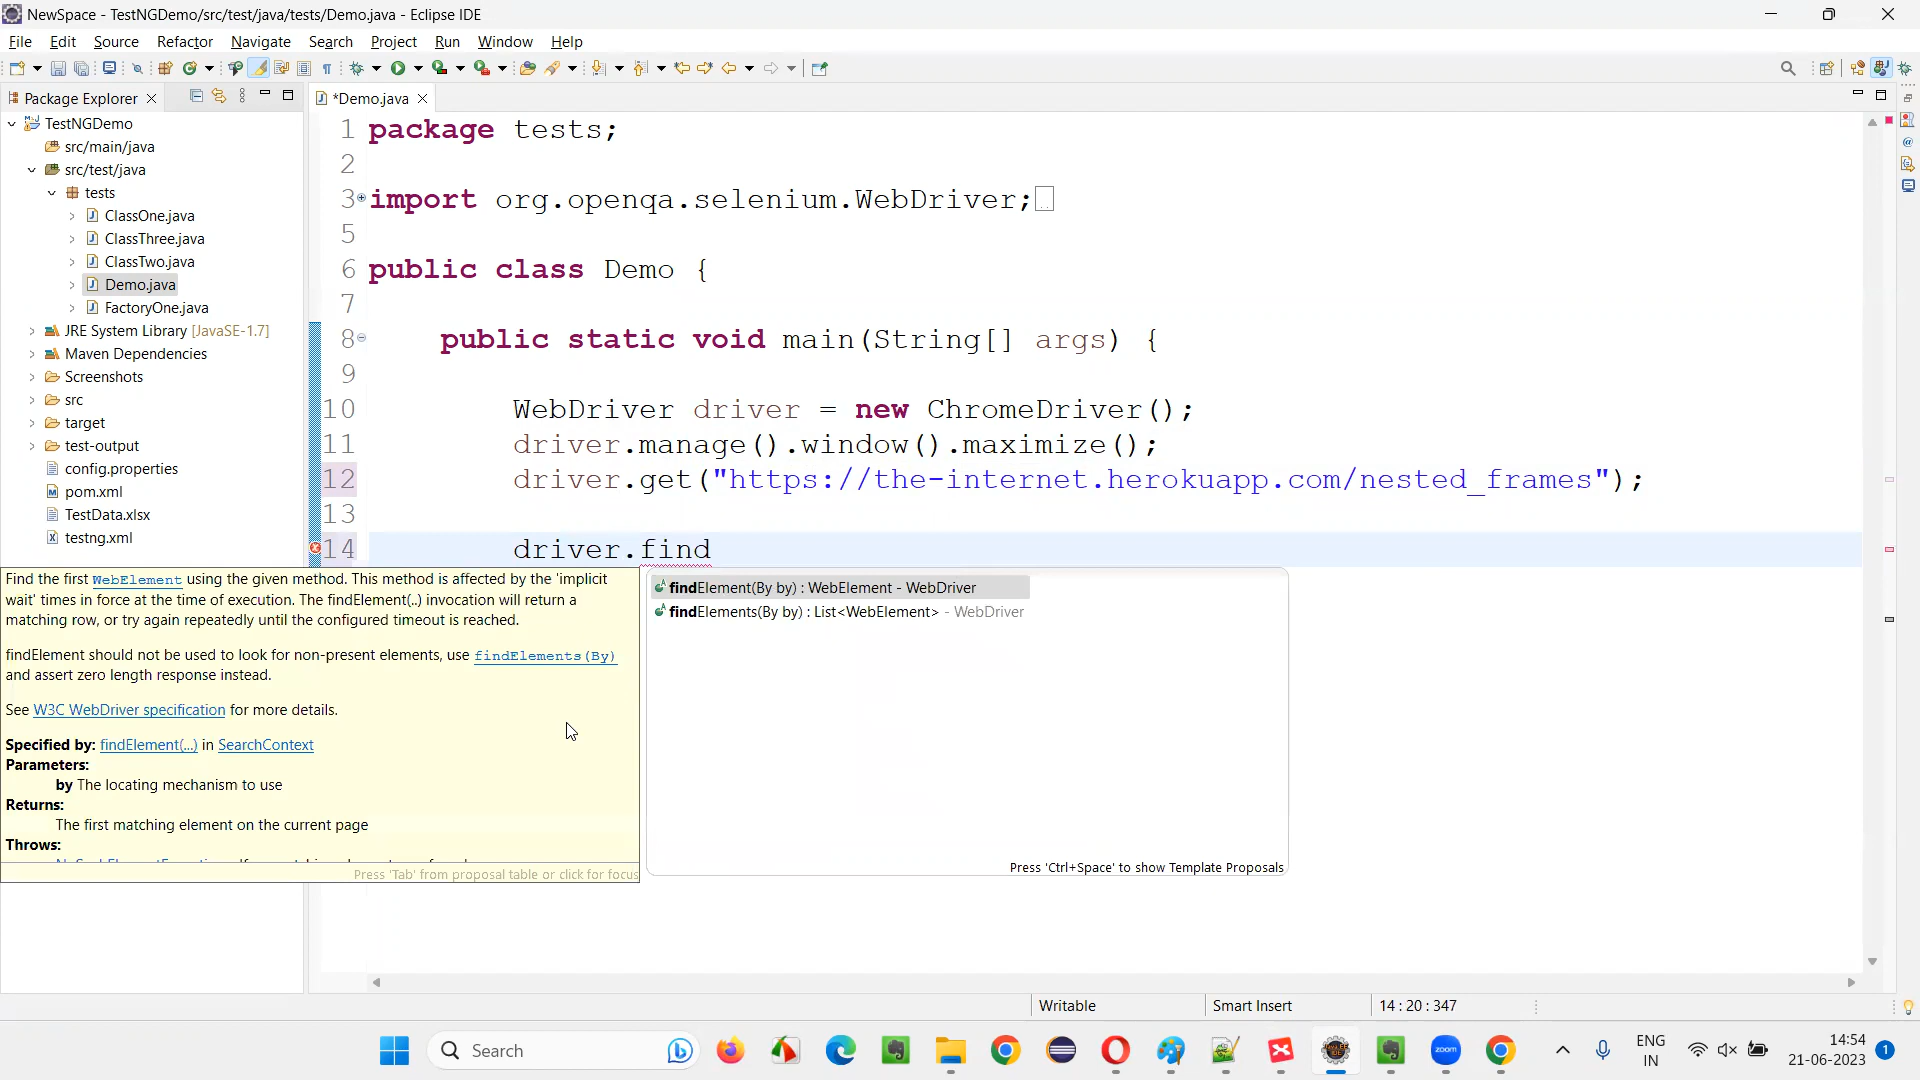 NewSpace - TestNGDemo/src/test/java/tests/Demo.java - Eclipse IDE
File Edit Source Refactor Navigate Search Project Run Window Help
Package Explorer
*Demo.java
TestNGDemo
src/main/java
src/test/java
tests
ClassOne.java
ClassThree.java
ClassTwo.java
Demo.java
FactoryOne.java
JRE System Library [JavaSE-1.7]
Maven Dependencies
Screenshots
src
target
test-output
config.properties
pom.xml
TestData.xlsx
testng.xml
1 package tests;
2
3 import org.openqa.selenium.WebDriver;
5
6 public class Demo {
7
8 public static void main(String[] args) {
9
10 WebDriver driver = new ChromeDriver();
11 driver.manage().window().maximize();
12 driver.get("https://the-internet.herokuapp.com/nested_frames");
13
14 driver.find
Find the first WebElement using the given method. This method is affected by the 'implicit
wait' times in force at the time of execution. The findElement(..) invocation will return a
matching row, or try again repeatedly until the configured timeout is reached.
findElement should not be used to look for non-present elements, use findElements(By)
and assert zero length response instead.
See W3C WebDriver specification for more details.
Specified by: findElement(...) in SearchContext
Parameters:
by The locating mechanism to use
Returns:
The first matching element on the current page
Throws:
Press 'Tab' from proposal table or click for focus
findElement(By by) : WebElement - WebDriver
findElements(By by) : List<WebElement> - WebDriver
Press 'Ctrl+Space' to show Template Proposals
Writable
Smart Insert
14 : 20 : 347
Search
zoom
ENG
IN
14:54
21-06-2023
1